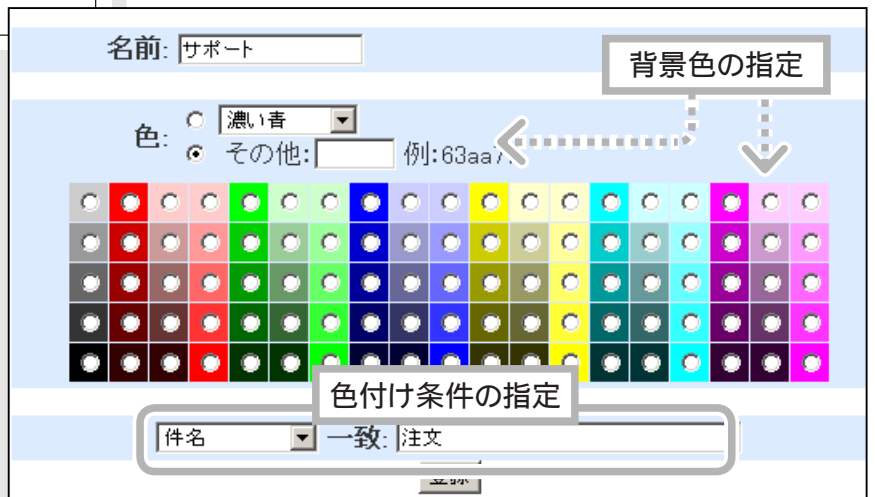 名前: サポート
背景色の指定
色: 濃い青
その他: 例:63aa7
色付け条件の指定
件名 一致: 注文